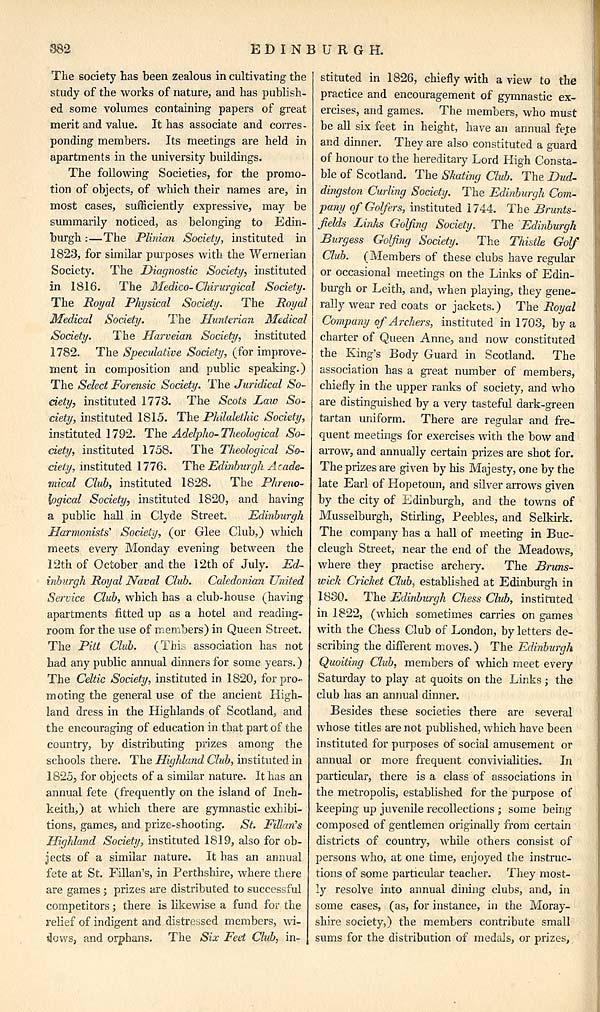 382
EDINBURGH.
The society has been zealous in cultivating the
study of the works of nature, and has publish-
ed some volumes containing papers of great
merit and value. It has associate and corres-
ponding members. Its meetings are held in
apartments in the university buildings.
The following Societies, for the promo-
tion of objects, of which their names are, in
most cases, sufficiently expressive, may be
summarily noticed, as belonging to Edin-
burgh:—The Plinian Society, instituted in
1823, for similar purposes with the Wernerian
Society. The Diagnostic Society, instituted
in 1816. The Medico-Chirurgical Society.
The Royal Physical Society. The Royal
Medical Society. The Hunterian Medical
Society. The Harveian Society, instituted
1782. The Speculative Society, (for improve-
ment in composition and public speaking.)
The Select Forensic Society. The Juridical So-
ciety, instituted 1773. The Scots Law So-
ciety, instituted 1815. The Philalethic Society,
instituted 1792. The Adelpho-Theological So-
ciety, instituted 1758. The Theological So-
ciety, instituted 1776. The Edinburgh Acade-
mical Club, instituted 1828. The Phreno-
logical Society, instituted 1820, and having
a public hall in Clyde Street. Edinburgh
Harmonists' Society, (or Glee Club,) which
meets every Monday evening between the
12th of October and the 12th of July. Ed-
inburgh Royal Naval Club. Caledonian United
Service Club, which has a club-house (having
apartments fitted up as a hotel and reading-
room for the use of members) in Queen Street.
The Pitt Club. (This association has not
had any public annual dinners for some years.)
The Celtic Society, instituted in 1820, for pro-
moting the general use of the ancient High-
land dress in the Highlands of Scotland, and
the encouraging of education in that part of the
country, by distributing prizes among the
schools there. The Highland Club, instituted in
1825, for objects of a similar nature. It has an
annual fete (frequently on the island of Inch-
keith,) at which there are gymnastic exhibi-
tions, games, and prize-shooting. St. Fillan's
Highland Society, instituted 1819, also for ob-
jects of a similar nature. It has an annual
fete at St. Fillan's, in Perthshire, where there
are games; prizes are distributed to successful
competitors; there is likewise a fund for the
relief of indigent and distressed members, wi-
dows, and orphans. The Six Feet Club, in-
stituted in 1826, chiefly with a view to the
practice and encouragement of gymnastic ex-
ercises, and games. The members, who must
be all six feet in height, have an annual fete
and dinner. They are also constituted a guard
of honour to the hereditary Lord High Consta-
ble of Scotland. The Skating Club. The Dud-
dingston Curling Society. The Edinburgh Com-
pany of Golfers, instituted 1744. The Brunts-
fields Links Golfing Society. The Edinburgh
Burgess Golfing Society. The Thistle Golf
Club. (Members of these clubs have regular
or occasional meetings on the Links of Edin-
burgh or Leith, and, when playing, they gene-
rally wear red coats or jackets.) The Royal
Company of Archers, instituted in 1703, by a
charter of Queen Anne, and now constituted
the King's Body Guard in Scotland. The
association has a great number of members,
chiefly in the upper ranks of society, and who
are distinguished by a very tasteful dark-green
tartan uniform. There are regular and fre-
quent meetings for exercises with the bow and
arrow, and annually certain prizes are shot for.
The prizes are given by his Majesty, one by the
late Earl of Hopetoun, and silver arrows given
by the city of Edinburgh, and the towns of
Musselburgh, Stirling, Peebles, and Selkirk.
The company has a hall of meeting in Buc-
cleugh Street, near the end of the Meadows,
where they practise archery. The Bruns-
wick Cricket Club, established at Edinburgh in
1830. The Edinburgh Chess Club, instituted
in 1822, (which sometimes carries on games
with the Chess Club of London, by letters de-
scribing the different moves.) The Edinburgh
Quoiting Club, members of which meet every
Saturday to play at quoits on the Links; the
club has an annual dinner.
Besides these societies there are several
whose titles are not published, which have been
instituted for purposes of social amusement or
annual or more frequent convivialities. In
particular, there is a class of associations in
the metropolis, established for the purpose of
keeping up juvenile recollections; some being
composed of gentlemen originally from certain
districts of country, while others consist of
persons who, at one time, enjoyed the instruc-
tions of some particular teacher. They most-
ly resolve into annual dining clubs, and, in
some cases, (as, for instance, in the Moray-
shire society,) the members contribute small
sums for the distribution of medals, or prizes,